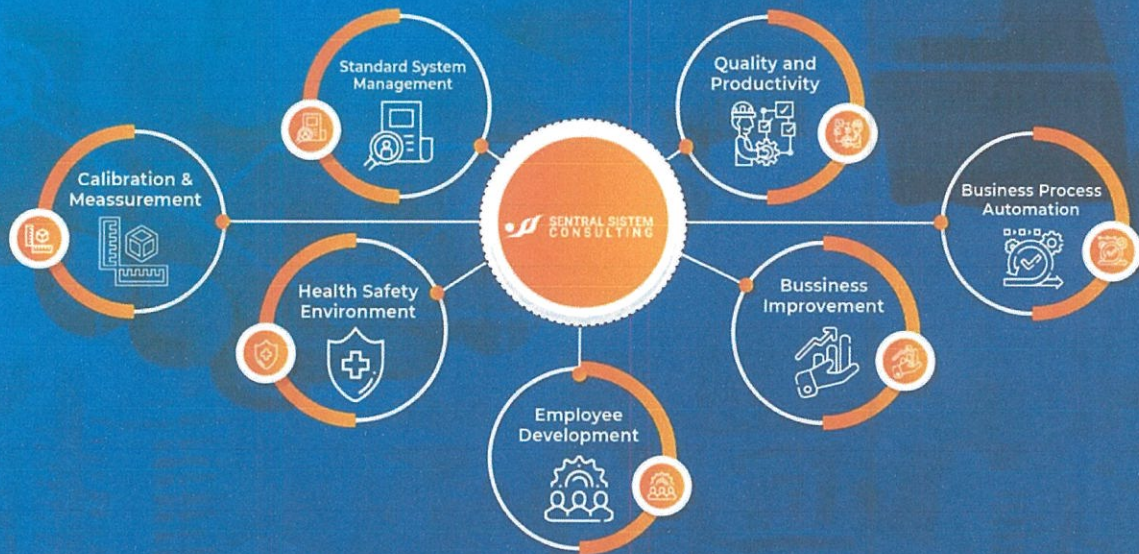 Standard System
Management
Quality and
Productivity
Calibration &
Meassurement
Business Process
Automation
SENTRAL SISTEM
CONSULTING
Health Safety
Environment
Bussiness
Improvement
Employee
Development